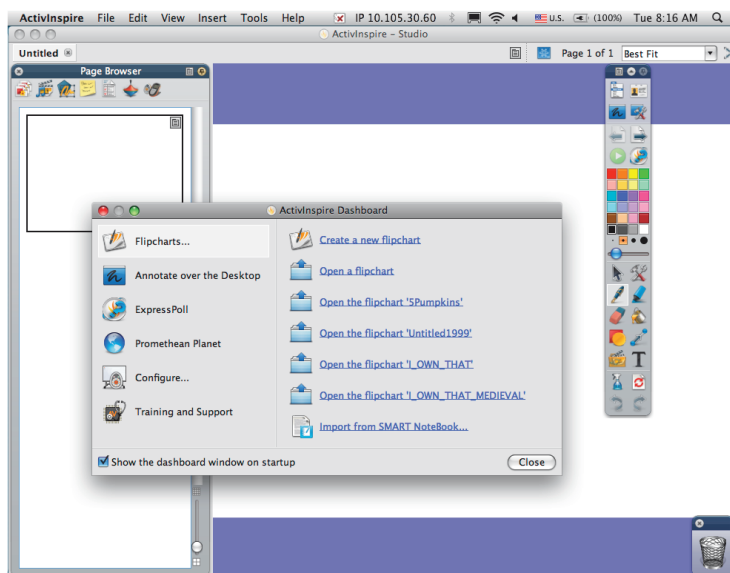 ActivInspire File Edit View Insert Tools Help IP 10.105.30.60 U.S. (100%) Tue 8:16 AM
ActivInspire – Studio
Untitled Page 1 of 1 Best Fit
Page Browser
ActivInspire Dashboard
Flipcharts...
Annotate over the Desktop
ExpressPoll
Promethean Planet
Configure...
Training and Support
Create a new flipchart
Open a flipchart
Open the flipchart '5Pumpkins'
Open the flipchart 'Untitled1999'
Open the flipchart 'I_OWN_THAT'
Open the flipchart 'I_OWN_THAT_MEDIEVAL'
Import from SMART NoteBook...
Show the dashboard window on startup Close
T